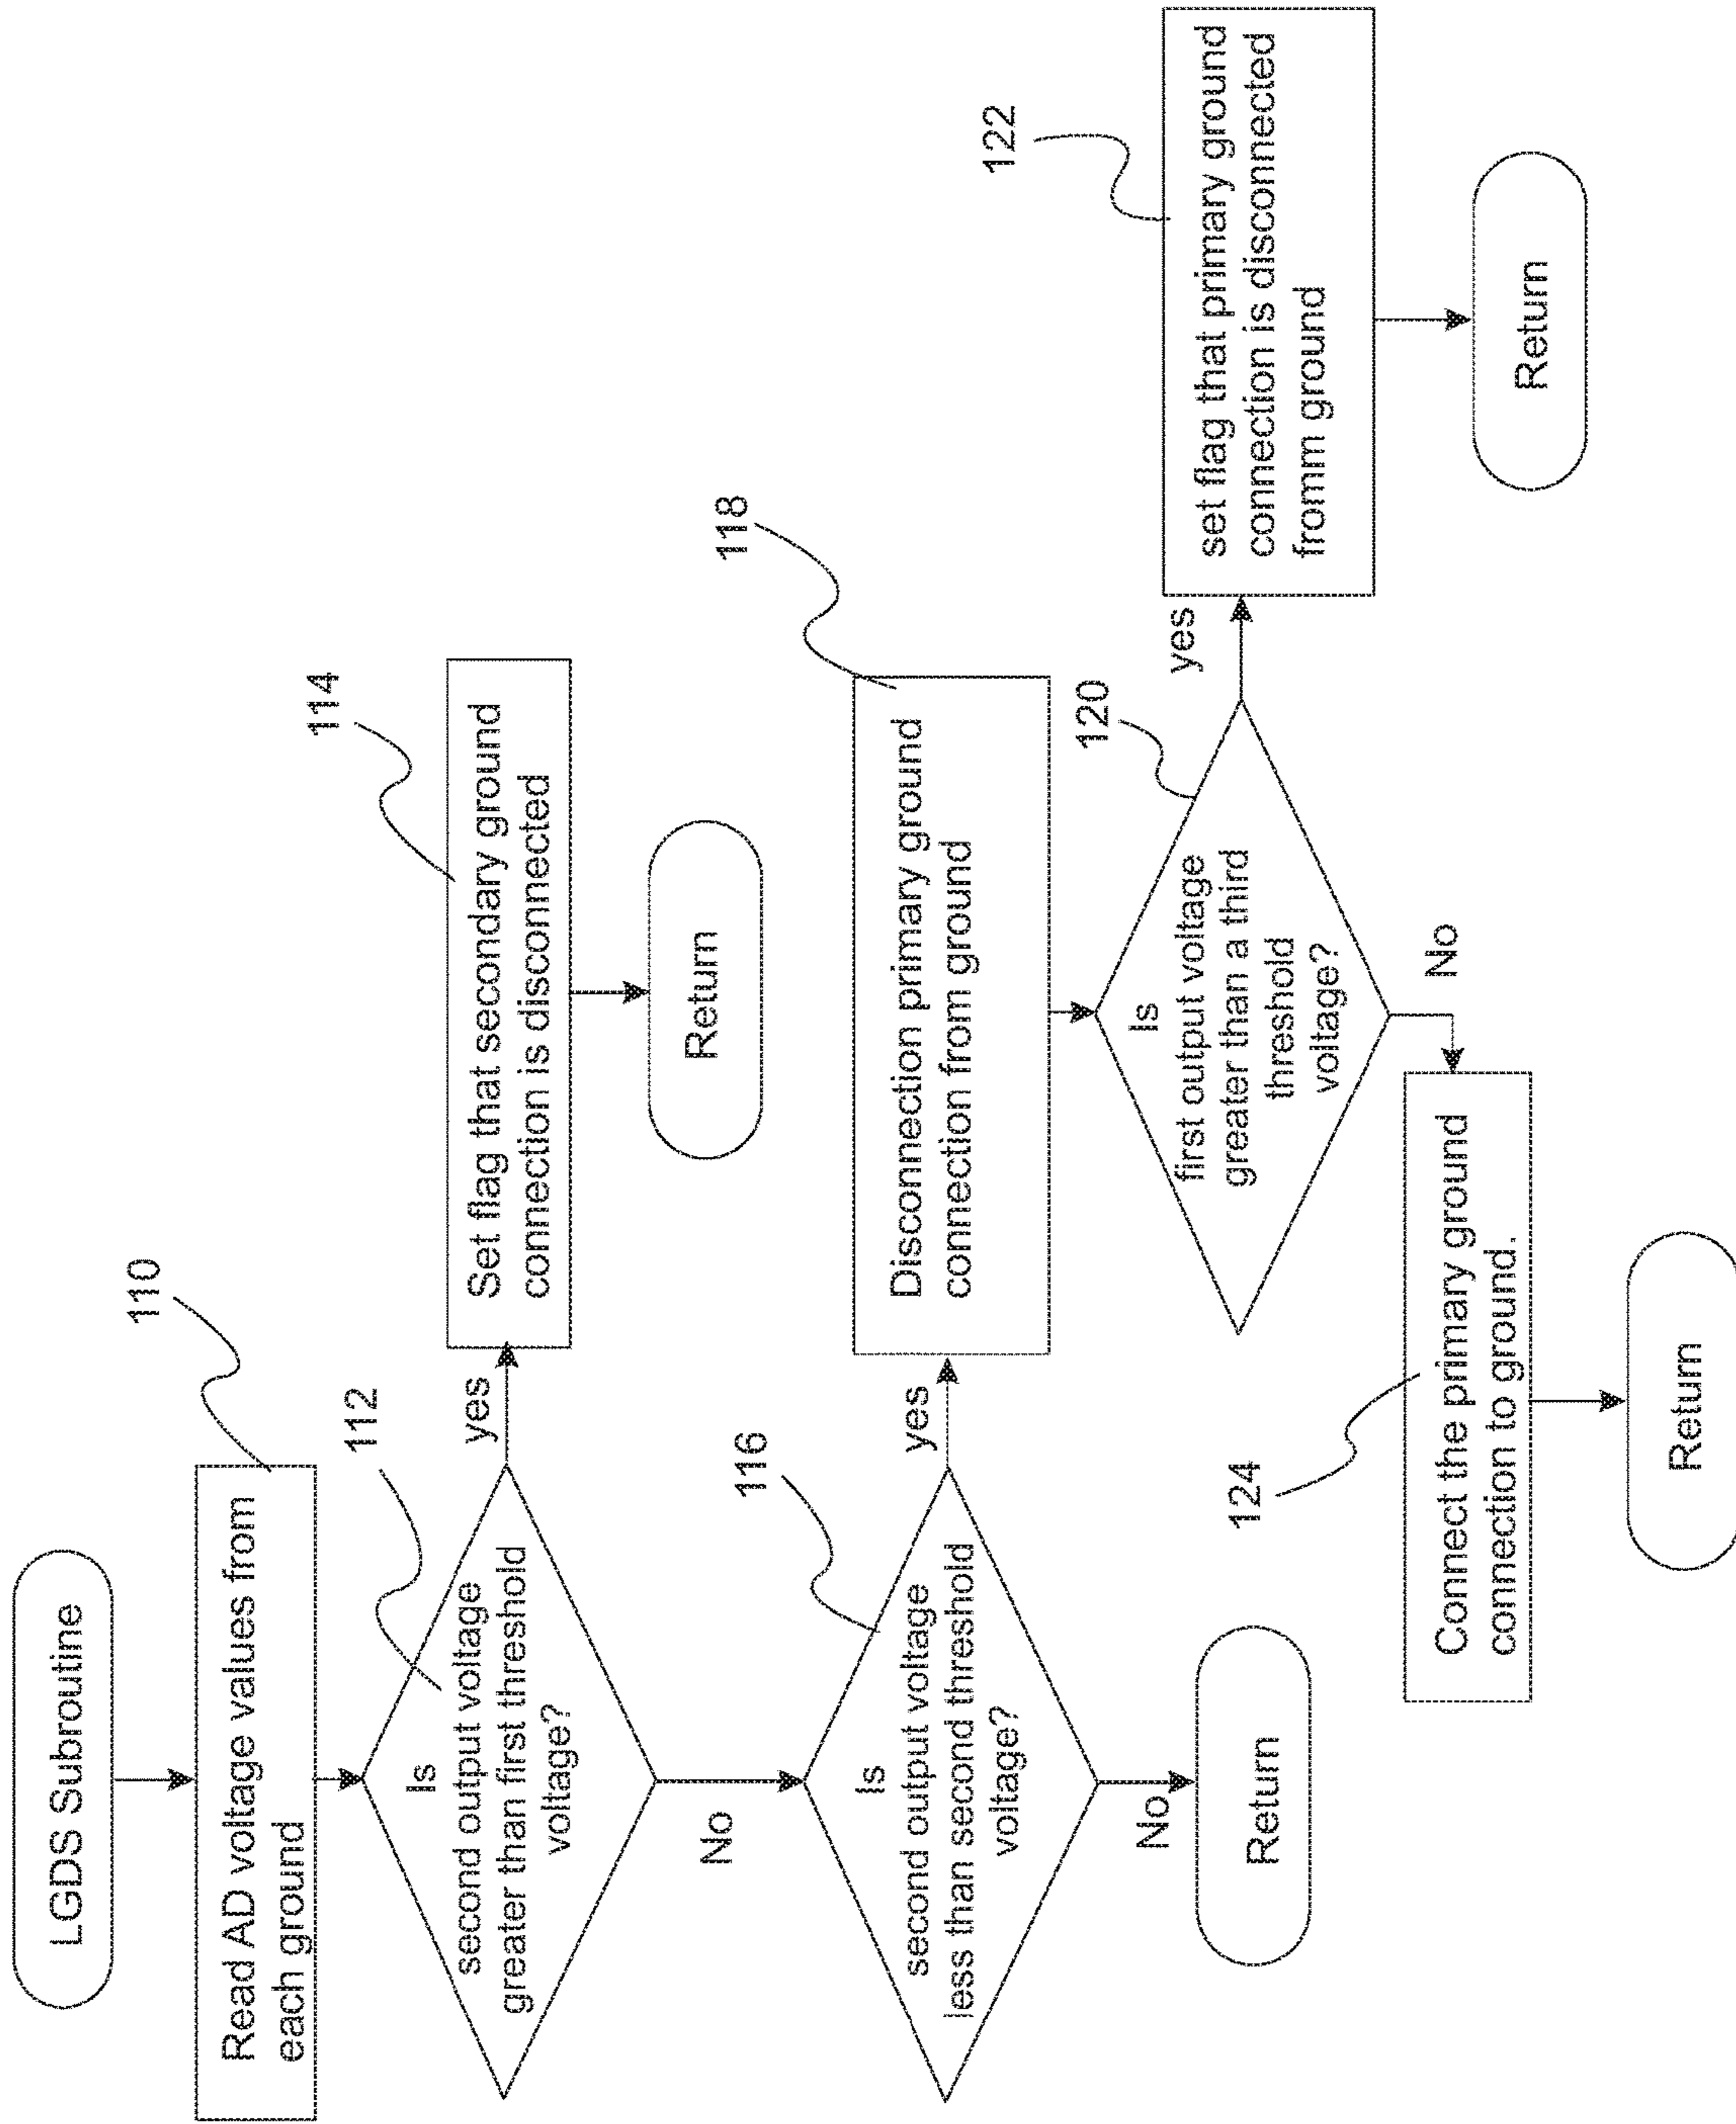 LGDS Subroutine
110
Read AD voltage values from
each ground
112
Is
second output voltage
greater than first threshold
voltage?
yes
114
Set flag that secondary ground
connection is disconnected
Return
No
116
Is
second output voltage
less than second threshold
voltage?
yes
118
Disconnection primary ground
connection from ground
No
Return
120
Is
first output voltage
greater than a third
threshold
voltage?
yes
122
set flag that primary ground
connection is disconnected
fromm ground
Return
No
124
Connect the primary ground
connection to ground.
Return